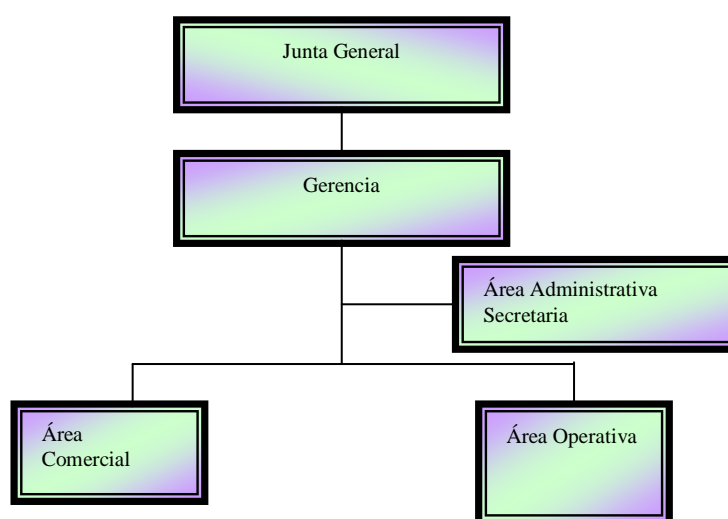 Junta General
Gerencia
Área Administrativa
Secretaria
Área
Comercial
Área Operativa